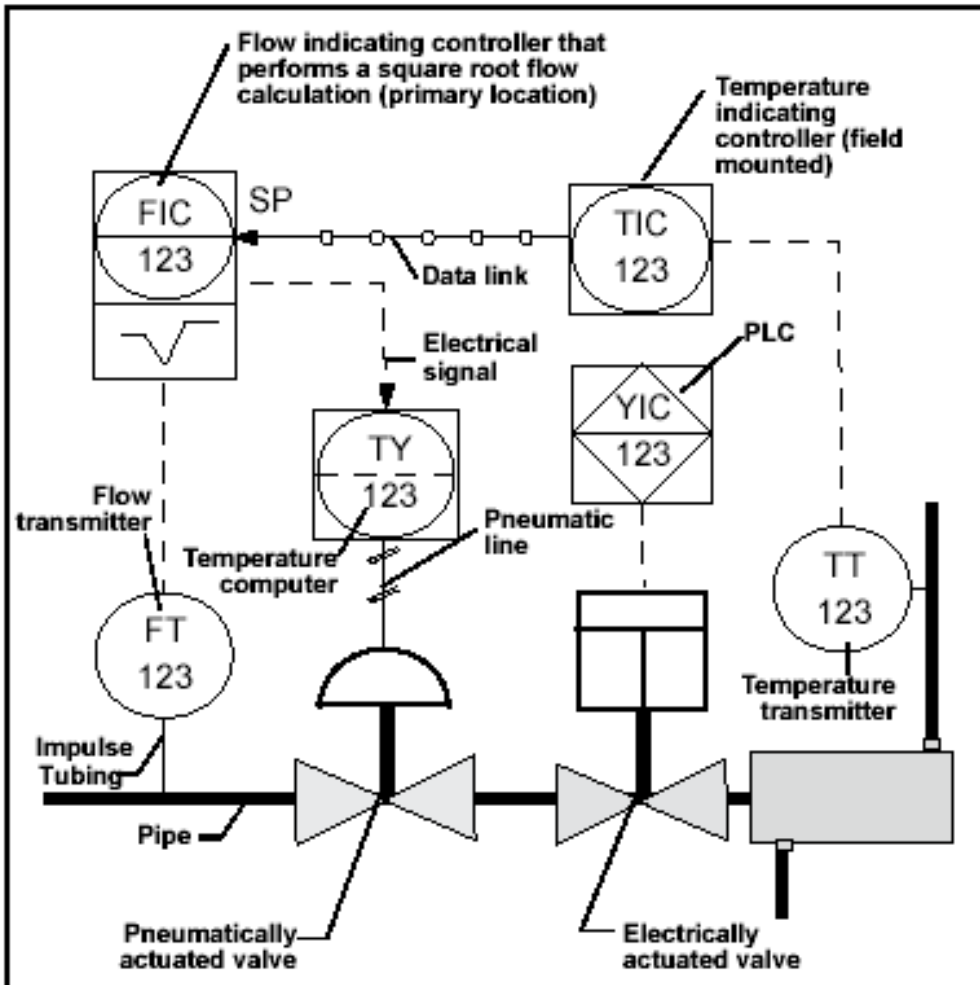 Flow indicating controller that
performs a square root flow
calculation (primary location)
Temperature
indicating
controller (field
mounted)
FIC
123
SP
TIC
123
Data link
PLC
Electrical
signal
YIC
123
TY
123
Flow
transmitter
Pneumatic
line
Temperature
computer
TT
123
FT
123
Temperature
transmitter
Impulse
Tubing
Pipe
Pneumatically
actuated valve
Electrically
actuated valve